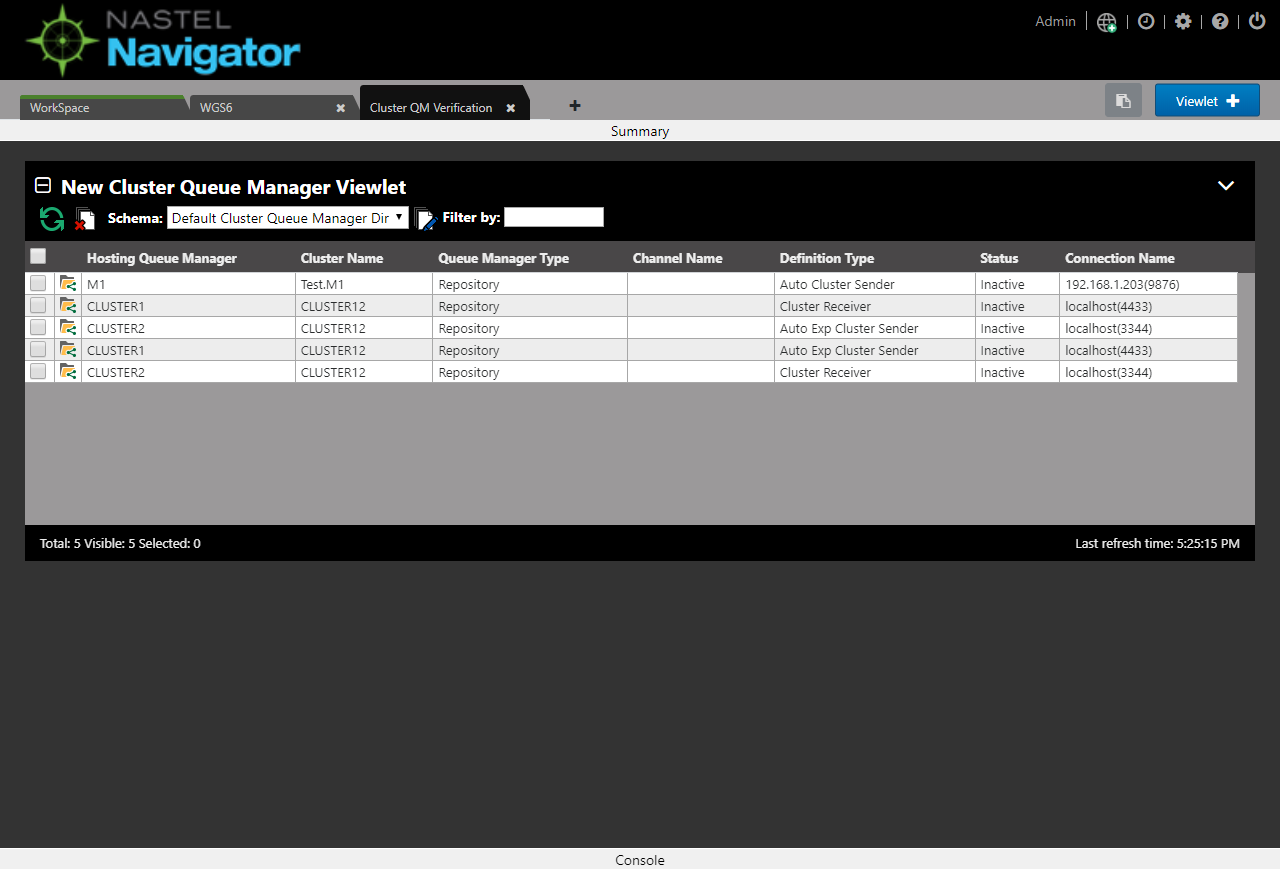 NASTEL
Navigator
Admin
WorkSpace
WGS6
Cluster QM Verification
Viewlet
Summary
New Cluster Queue Manager Viewlet
Schema: Default Cluster Queue Manager Dir Filter by:
Hosting Queue Manager Cluster Name Queue Manager Type Channel Name Definition Type Status Connection Name
M1 Test.M1 Repository Auto Cluster Sender Inactive 192.168.1.203(9876)
CLUSTER1 CLUSTER12 Repository Cluster Receiver Inactive localhost(4433)
CLUSTER2 CLUSTER12 Repository Auto Exp Cluster Sender Inactive localhost(3344)
CLUSTER1 CLUSTER12 Repository Auto Exp Cluster Sender Inactive localhost(4433)
CLUSTER2 CLUSTER12 Repository Cluster Receiver Inactive localhost(3344)
Total: 5 Visible: 5 Selected: 0 Last refresh time: 5:25:15 PM
Console